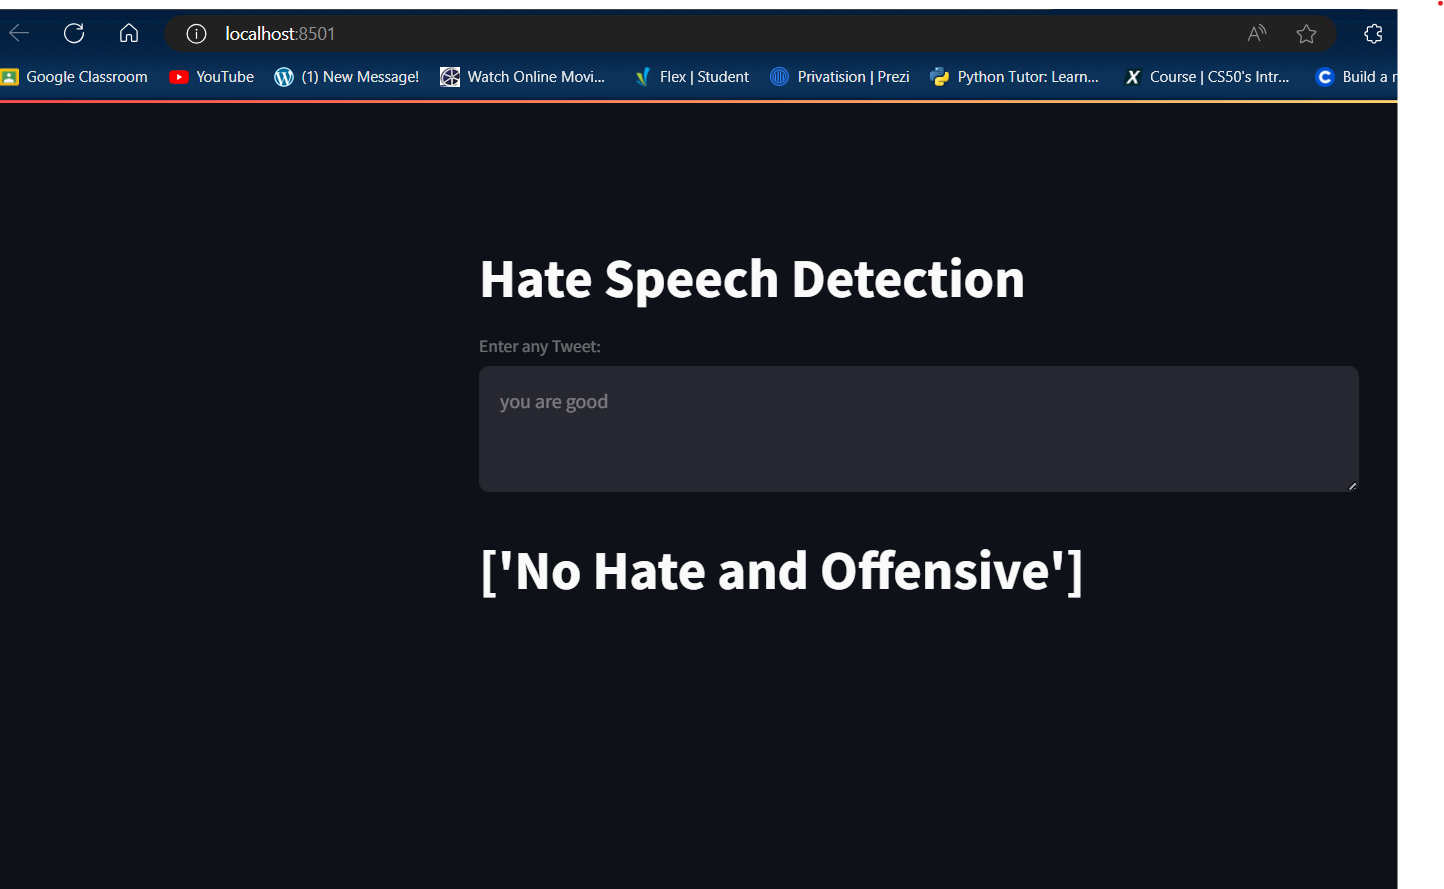 localhost:8501
Google Classroom YouTube (1) New Message! Watch Online Movi... Flex | Student Privatision | Prezi Python Tutor: Learn... Course | CS50's Intr... Build a
Hate Speech Detection
Enter any Tweet:
you are good
['No Hate and Offensive']